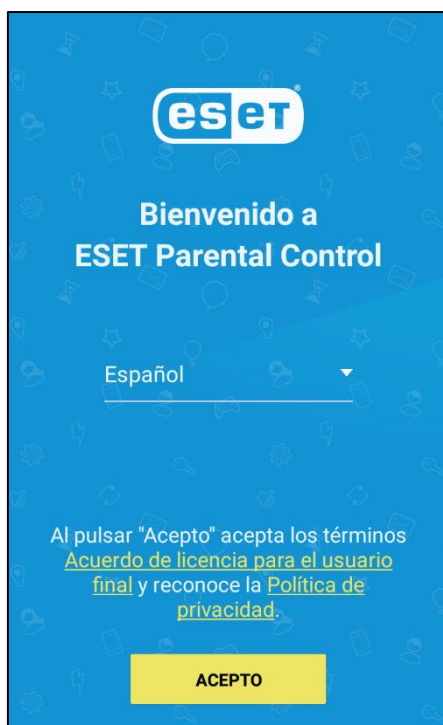 eset
®
Bienvenido a
ESET Parental Control
Español
Al pulsar "Acepto" acepta los términos
Acuerdo de licencia para el usuario
final y reconoce la Política de
privacidad.
ACEPTO